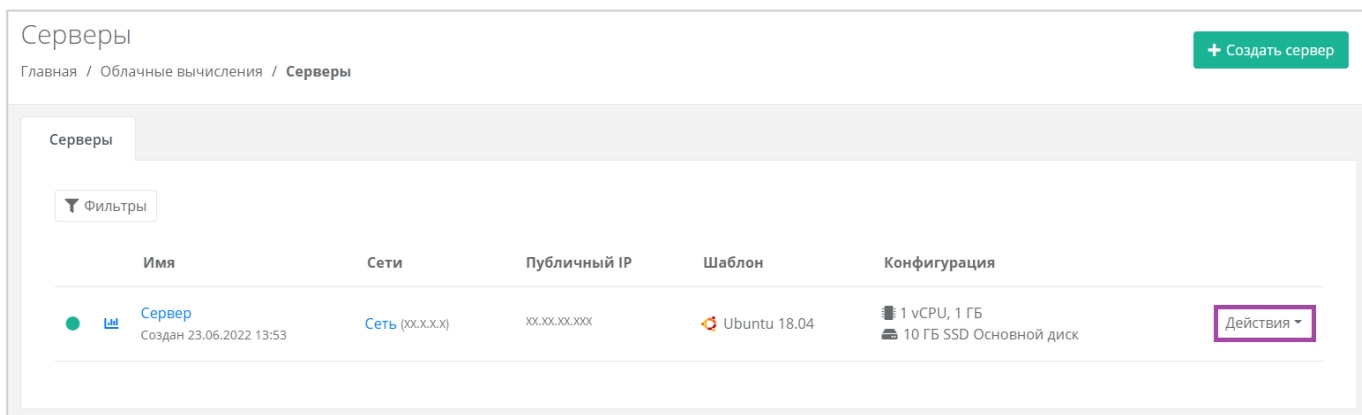 Серверы
+ Создать сервер
Главная / Облачные вычисления / Серверы
Серверы
Фильтры
Имя Сети Публичный IP Шаблон Конфигурация
Сервер Сеть (XX.X.X.X) XX.XX.XX.XXX Ubuntu 18.04 1 vCPU, 1 ГБ Действия
Создан 23.06.2022 13:53 10 ГБ SSD Основной диск